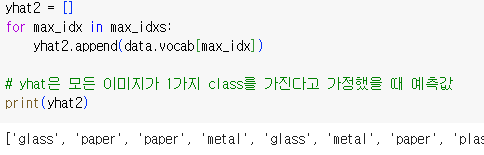 yhat2 = []
for max_idx in max_idxs:
    yhat2.append(data.vocab[max_idx])
# yhat은 모든 이미지가 1가지 class를 가진다고 가정했을 때 예측값
print(yhat2)
['glass', 'paper', 'paper', 'metal', 'glass', 'metal', 'paper', 'plas